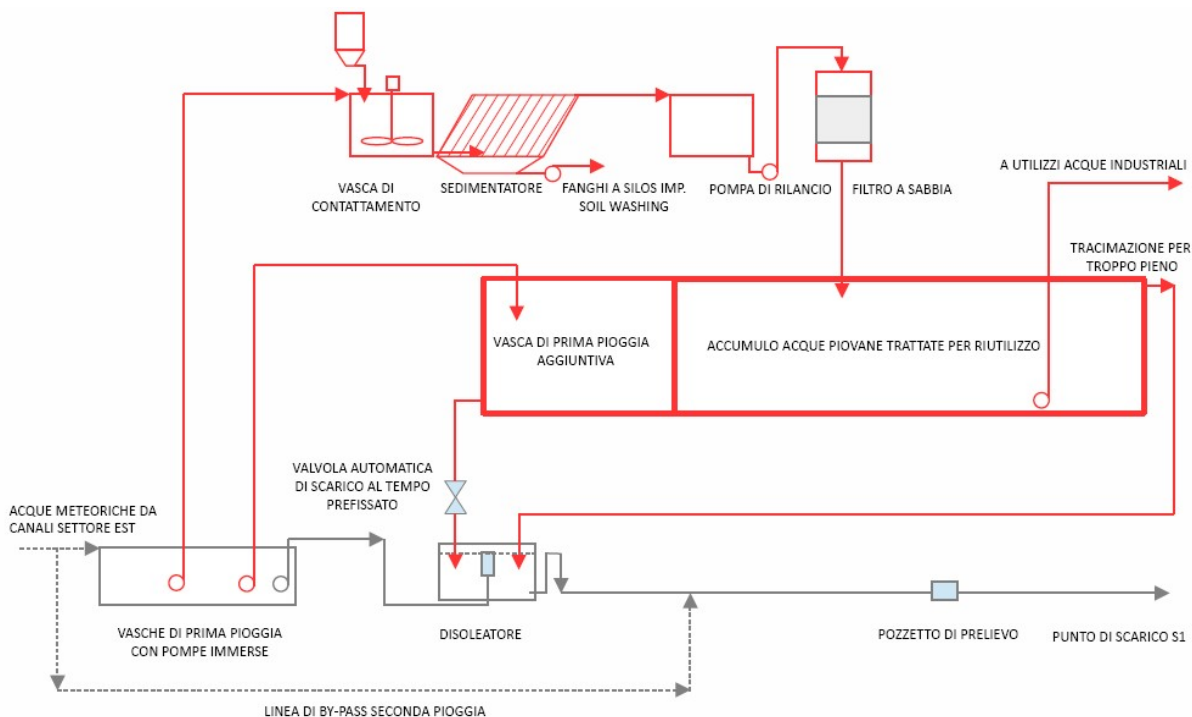 VASCA DI
CONTATTAMENTO
SEDIMENTATORE
FANGHI A SILOS IMP.
SOIL WASHING
POMPA DI RILANCIO
FILTRO A SABBIA
A UTILIZZI ACQUE INDUSTRIALI
TRACIMAZIONE PER
TROPPO PIENO
VASCA DI PRIMA PIOGGIA
AGGIUNTIVA
ACCUMULO ACQUE PIOVANE TRATTATE PER RIUTILIZZO
VALVOLA AUTOMATICA
DI SCARICO AL TEMPO
PREFISSATO
ACQUE METEORICHE DA
CANALI SETTORE EST
VASCHE DI PRIMA PIOGGIA
CON POMPE IMMERSE
DISOLEATORE
POZZETTO DI PRELIEVO
PUNTO DI SCARICO S1
LINEA DI BY-PASS SECONDA PIOGGIA